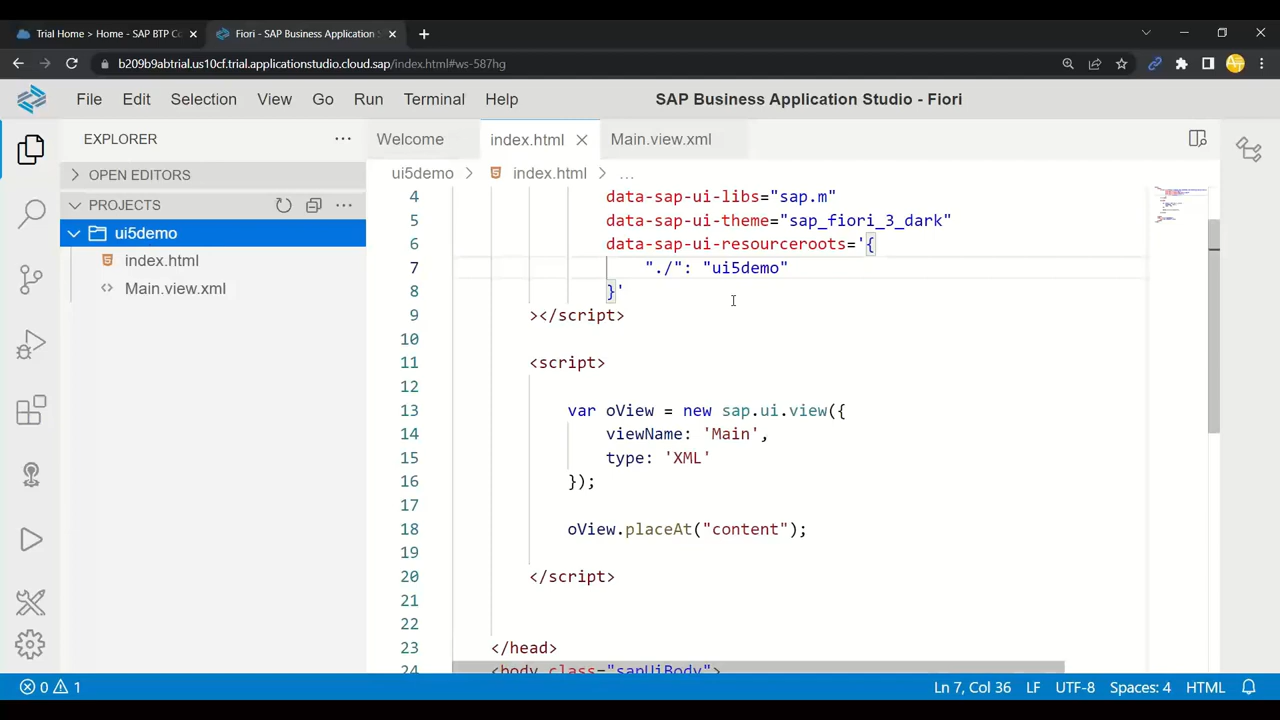 Trial Home > Home - SAP BTP Co
Fiori - SAP Business Application
b209b9abtrial.us10cf.trial.applicationstudio.cloud.sap/index.html#ws-587hg
File Edit Selection View Go Run Terminal Help
SAP Business Application Studio - Fiori
EXPLORER
OPEN EDITORS
PROJECTS
ui5demo
index.html
Main.view.xml
Welcome
index.html
Main.view.xml
ui5demo > index.html > ...
4 data-sap-ui-libs="sap.m"
5 data-sap-ui-theme="sap_fiori_3_dark"
6 data-sap-ui-resourceroots='{
7 "./": "ui5demo"
8 }'
9 ></script>
10
11 <script>
12
13 var oView = new sap.ui.view({
14 viewName: 'Main',
15 type: 'XML'
16 });
17
18 oView.placeAt("content");
19
20 </script>
21
22
23 </head>
24 <body class="sapUiBody">
0 1
Ln 7, Col 36 LF UTF-8 Spaces: 4 HTML